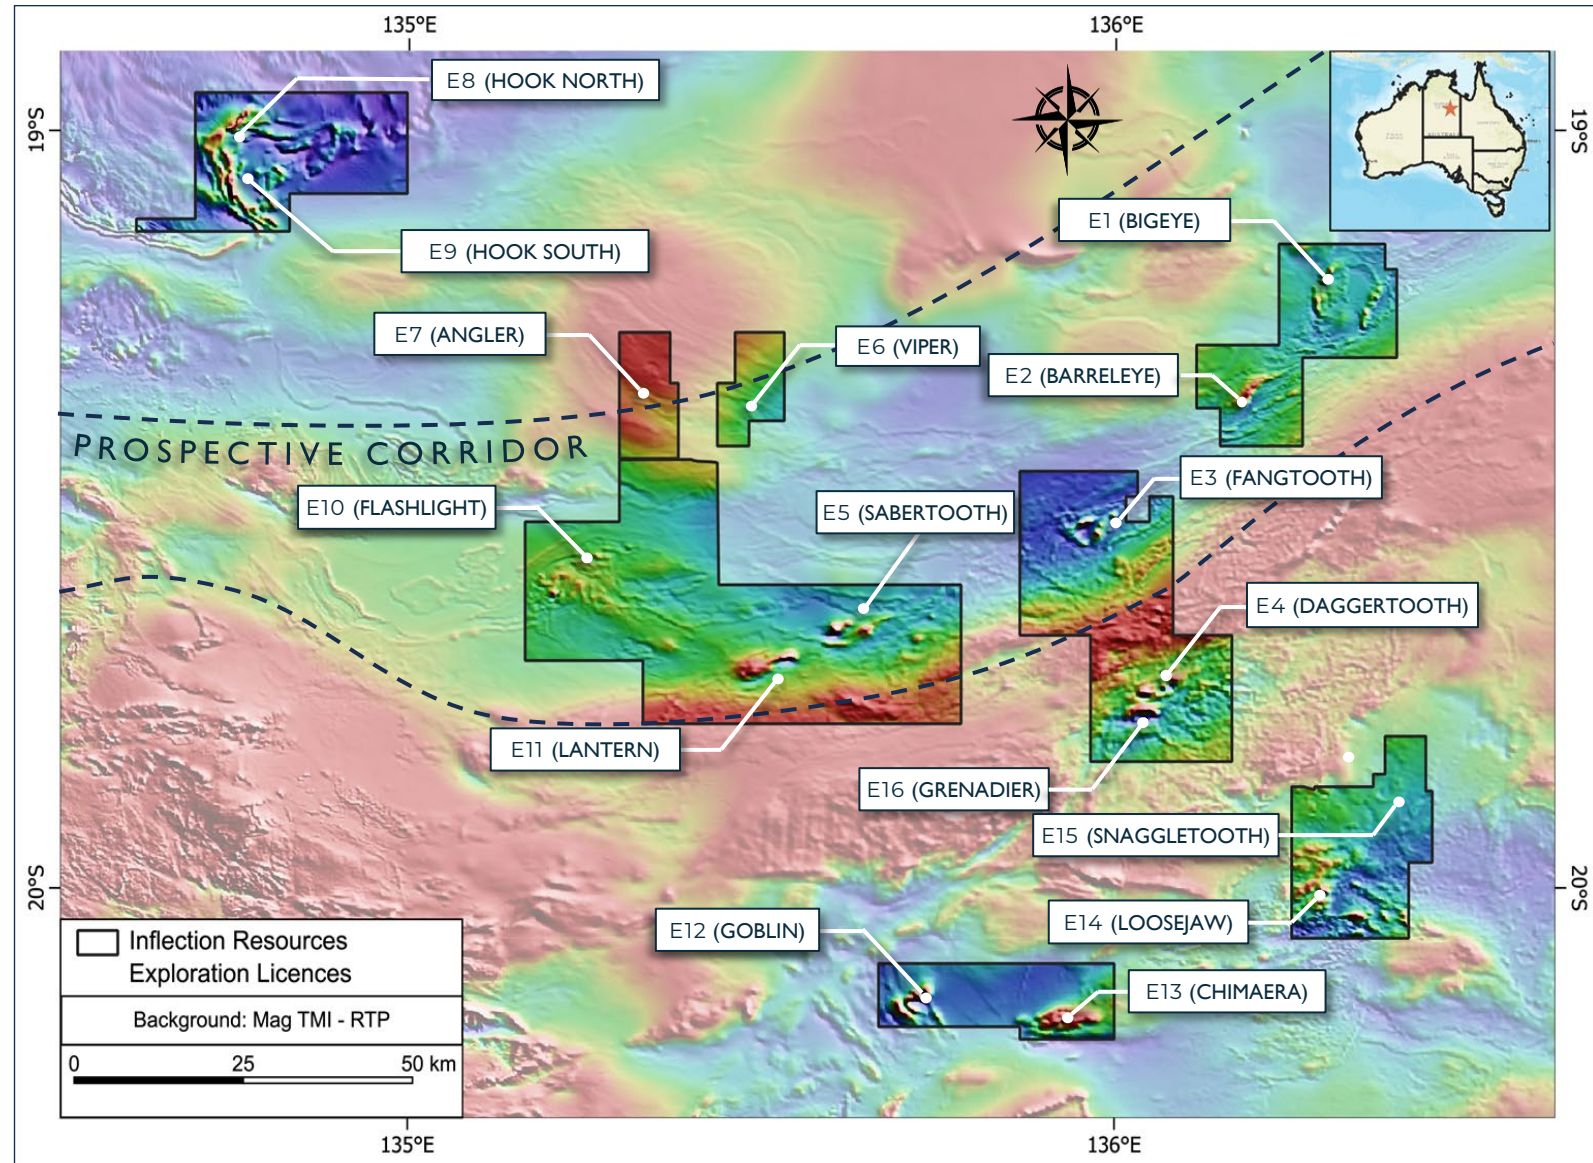 135°E
136°E
E8 (HOOK NORTH)
19°S
19°S
E1 (BIGEYE)
E9 (HOOK SOUTH)
E7 (ANGLER)
E6 (VIPER)
E2 (BARRELEYE)
PROSPECTIVE CORRIDOR
E3 (FANGTOOTH)
E10 (FLASHLIGHT)
E5 (SABERTOOTH)
E4 (DAGGERTOOTH)
E11 (LANTERN)
E16 (GRENADIER)
E15 (SNAGGLETOOTH)
20°S
20°S
E14 (LOOSEJAW)
E12 (GOBLIN)
E13 (CHIMAERA)
Inflection Resources
Exploration Licences
Background: Mag TMI - RTP
0 25 50 km
135°E
136°E